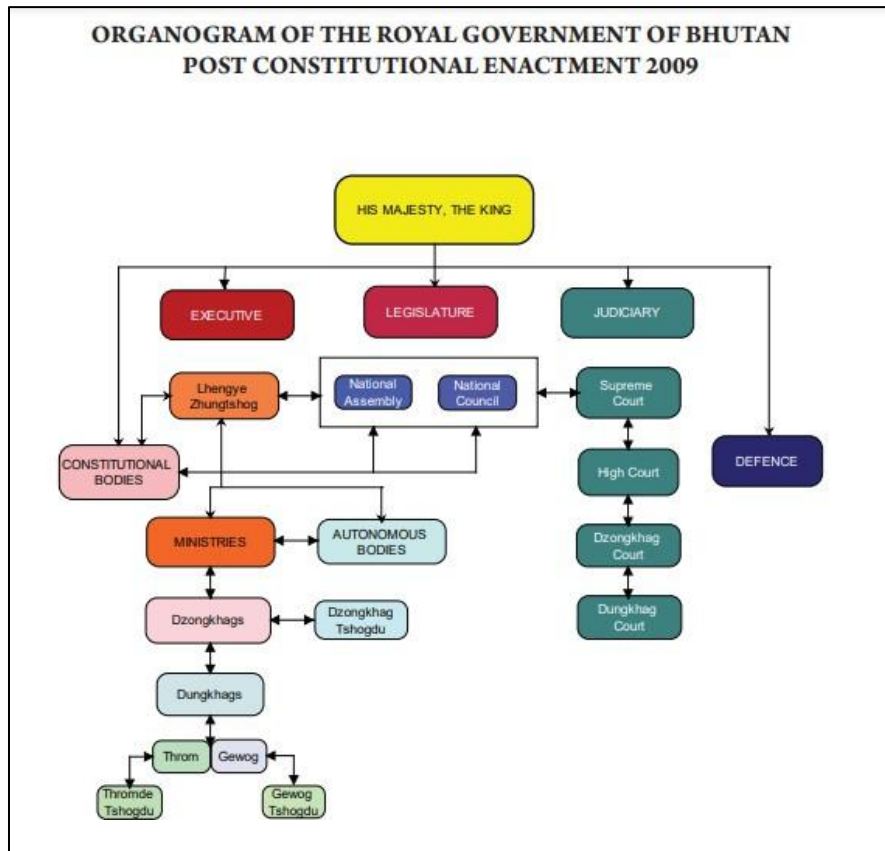 ORGANOGRAM OF THE ROYAL GOVERNMENT OF BHUTAN
POST CONSTITUTIONAL ENACTMENT 2009
HIS MAJESTY, THE KING
EXECUTIVE
LEGISLATURE
JUDICIARY
Lhengye
Zhungtshog
National
Assembly
National
Council
Supreme
Court
CONSTITUTIONAL
BODIES
High Court
DEFENCE
MINISTRIES
AUTONOMOUS
BODIES
Dzongkhag
Court
Dzongkhags
Dzongkhag
Tshogdu
Dungkhag
Court
Dungkhags
Throm
Gewog
Thromde
Tshogdu
Gewog
Tshogdu